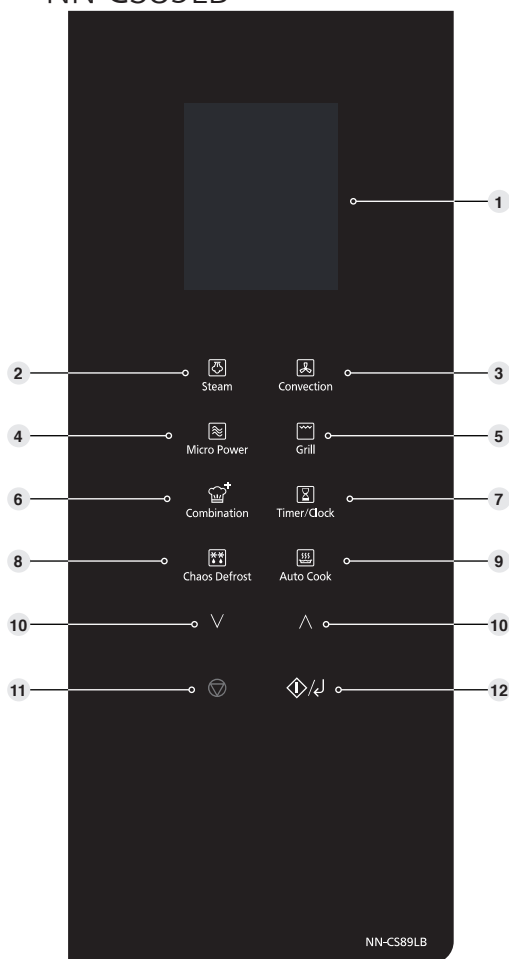 NN-CS89LB
1
2 Steam Convection 3
4 Micro Power Grill 5
6 Combination Timer/Clock 7
8 Chaos Defrost Auto Cook 9
10 10
11 12
NN-CS89LB